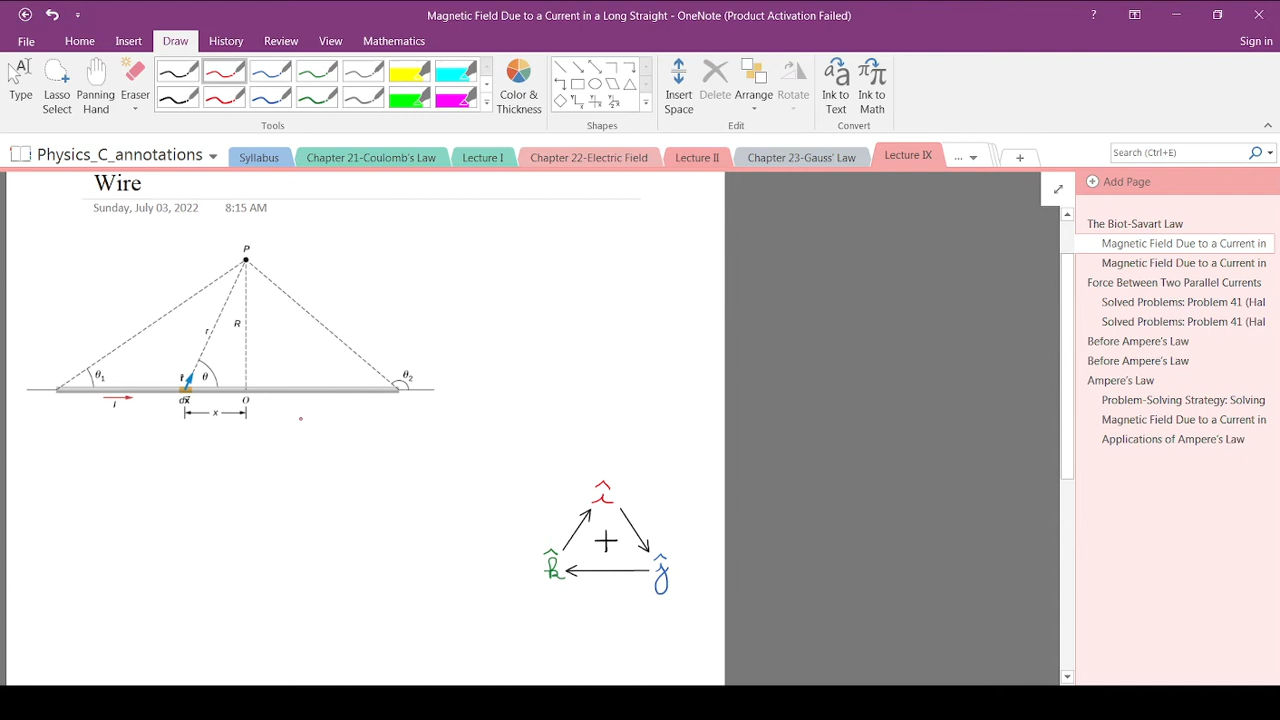 Magnetic Field Due to a Current in a Long Straight - OneNote (Product Activation Failed)
?
File Home Insert Draw History Review View Mathematics
Sign in
Type
Lasso Select
Panning Hand
Eraser
Color & Thickness
Insert Space
Delete
Arrange
Rotate
Ink to Text
Ink to Math
Tools
Shapes
Edit
Convert
Physics_C_annotations
Syllabus
Chapter 21-Coulomb's Law
Lecture I
Chapter 22-Electric Field
Lecture II
Chapter 23-Gauss' Law
Lecture IX
...
Search (Ctrl+E)
Wire
Sunday, July 03, 2022 8:15 AM
P
r
R
θ₁
r̂
θ
θ₂
i
dx⃗
O
x
î
+
k̂
ĵ
Add Page
The Biot-Savart Law
Magnetic Field Due to a Current in
Magnetic Field Due to a Current in
Force Between Two Parallel Currents
Solved Problems: Problem 41 (Hal
Solved Problems: Problem 41 (Hal
Before Ampere's Law
Before Ampere's Law
Ampere's Law
Problem-Solving Strategy: Solving
Magnetic Field Due to a Current in
Applications of Ampere's Law